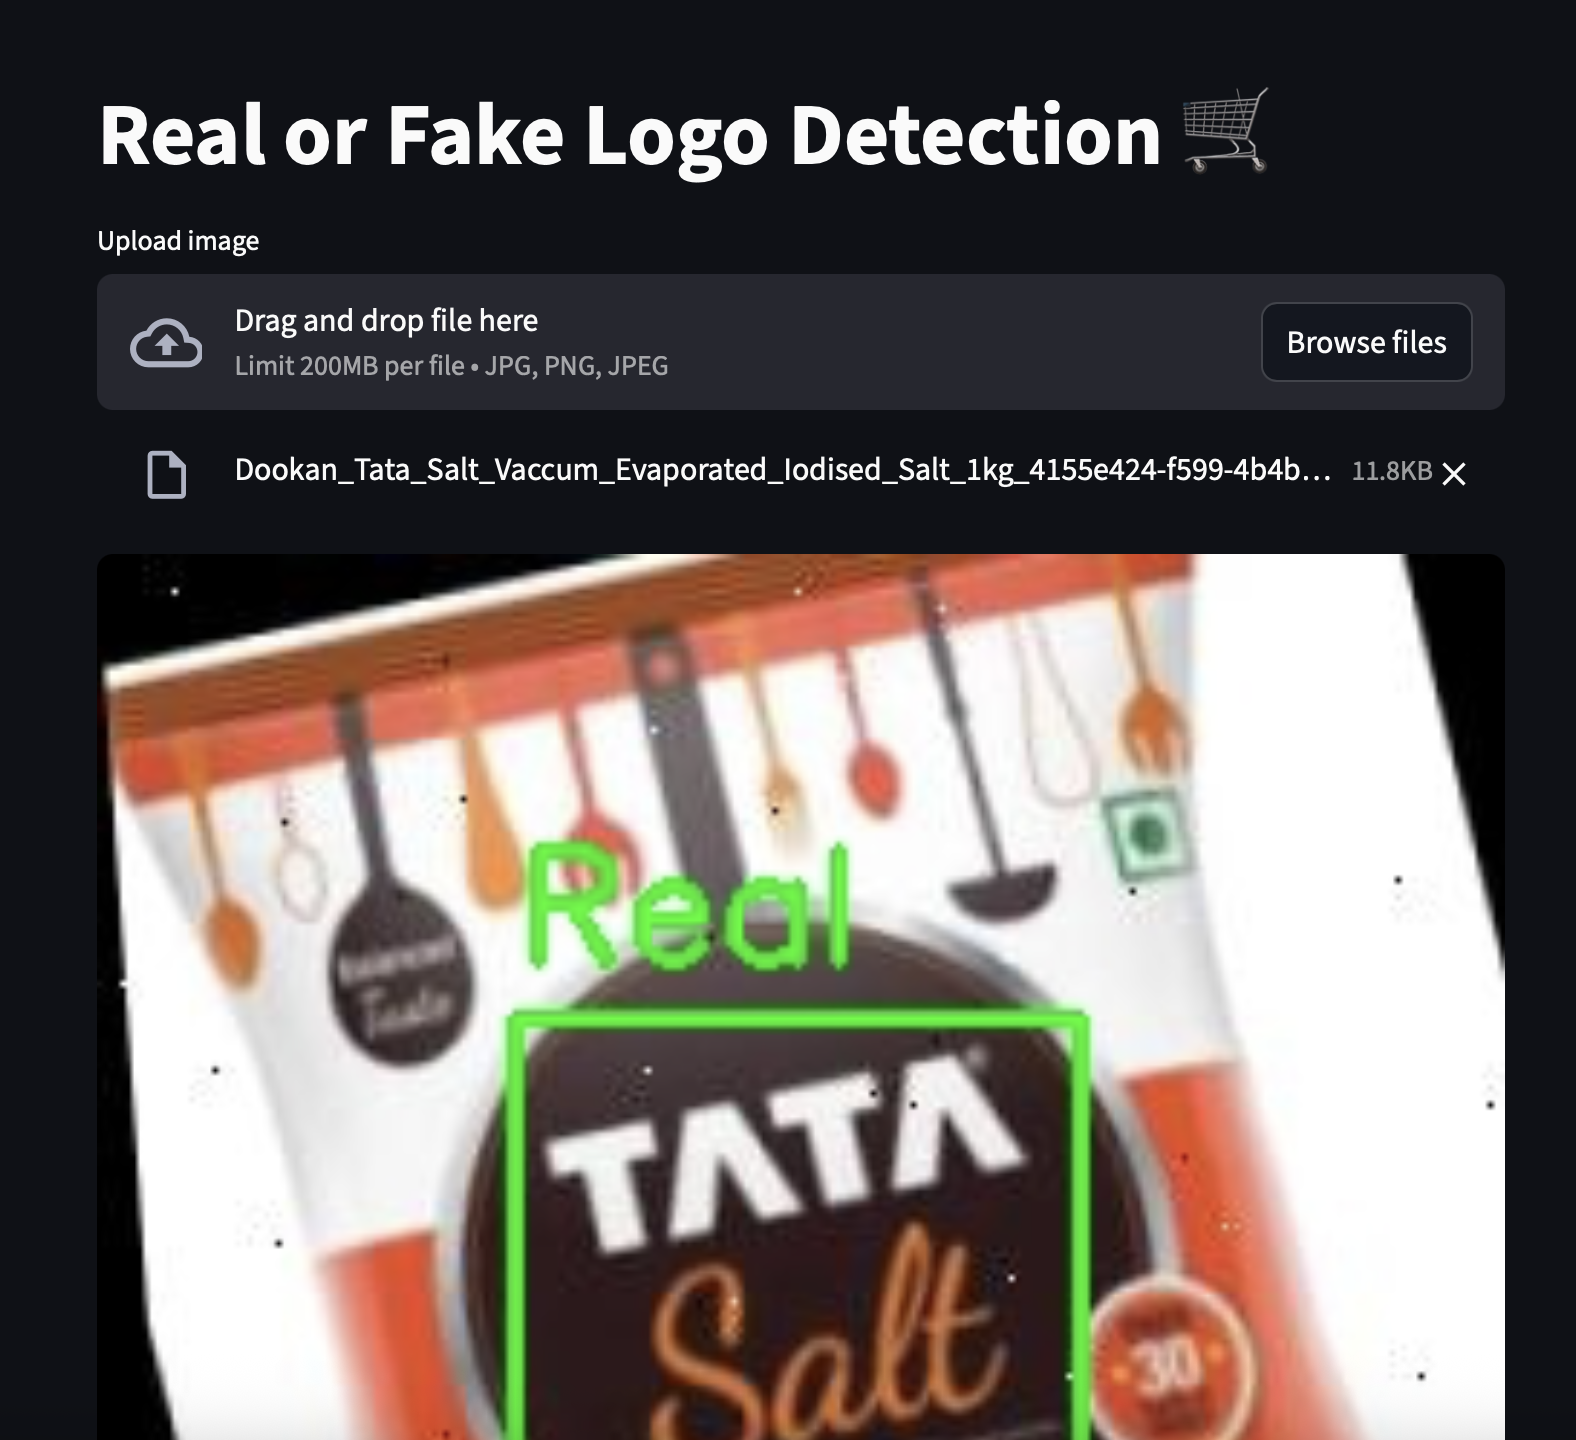 Real or Fake Logo Detection
Upload image
Drag and drop file here
Limit 200MB per file • JPG, PNG, JPEG
Browse files
Dookan_Tata_Salt_Vaccum_Evaporated_Iodised_Salt_1kg_4155e424-f599-4b4b… 11.8KB
Real
Balanced
Taste
TATA®
Salt
30